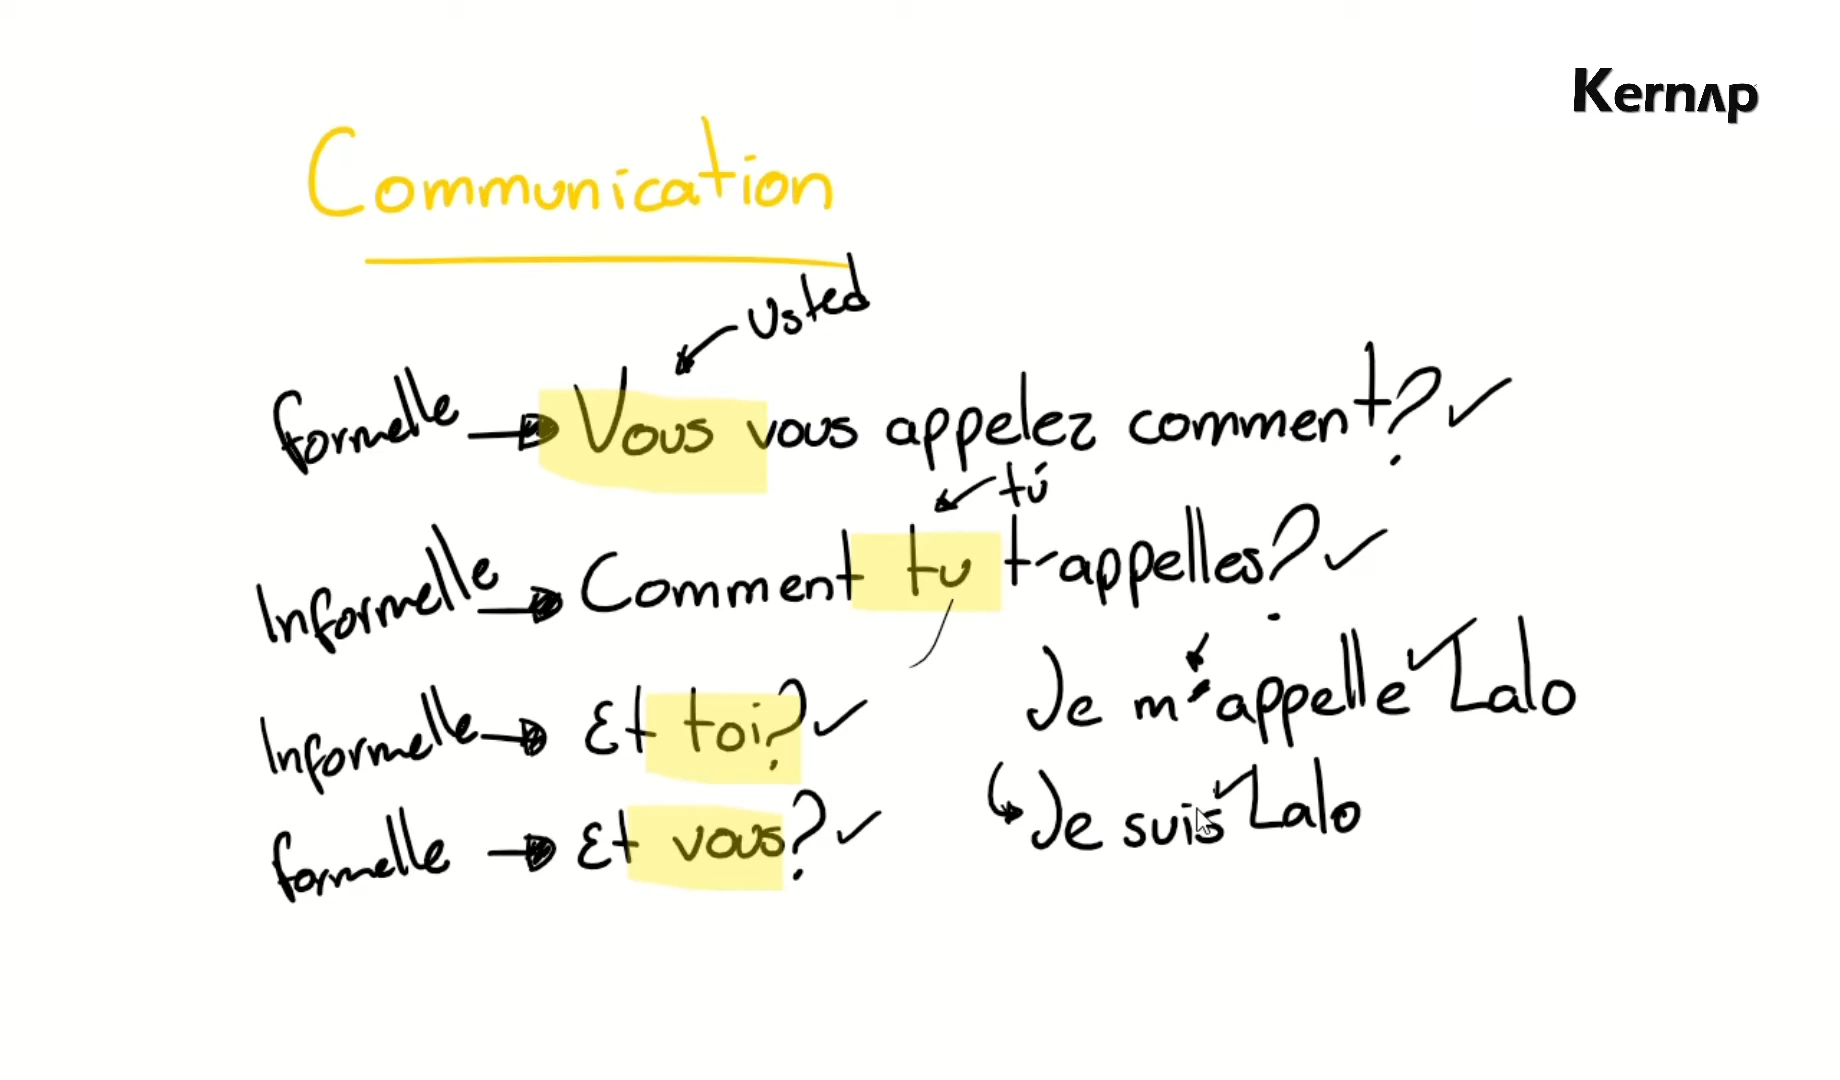 Kernap
Communication
usted
formelle → Vous vous appelez comment? ✓
tú
Informelle → Comment tu t'appelles? ✓
Informelle → Et toi? ✓
Je m'appelle Lalo
formelle → Et vous? ✓
Je suis Lalo